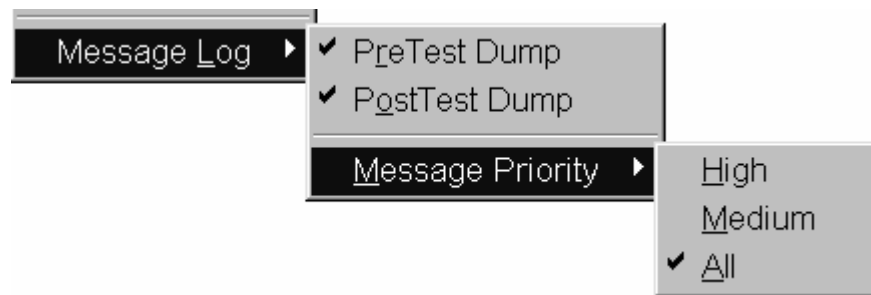 Message Log
PreTest Dump
PostTest Dump
Message Priority
High
Medium
All